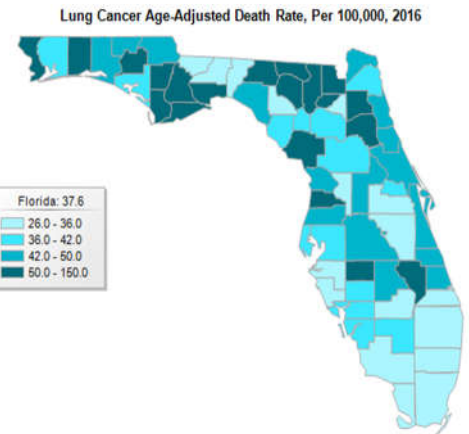 Lung Cancer Age-Adjusted Death Rate, Per 100,000, 2016
Florida: 37.6
26.0 - 36.0
36.0 - 42.0
42.0 - 50.0
50.0 - 150.0